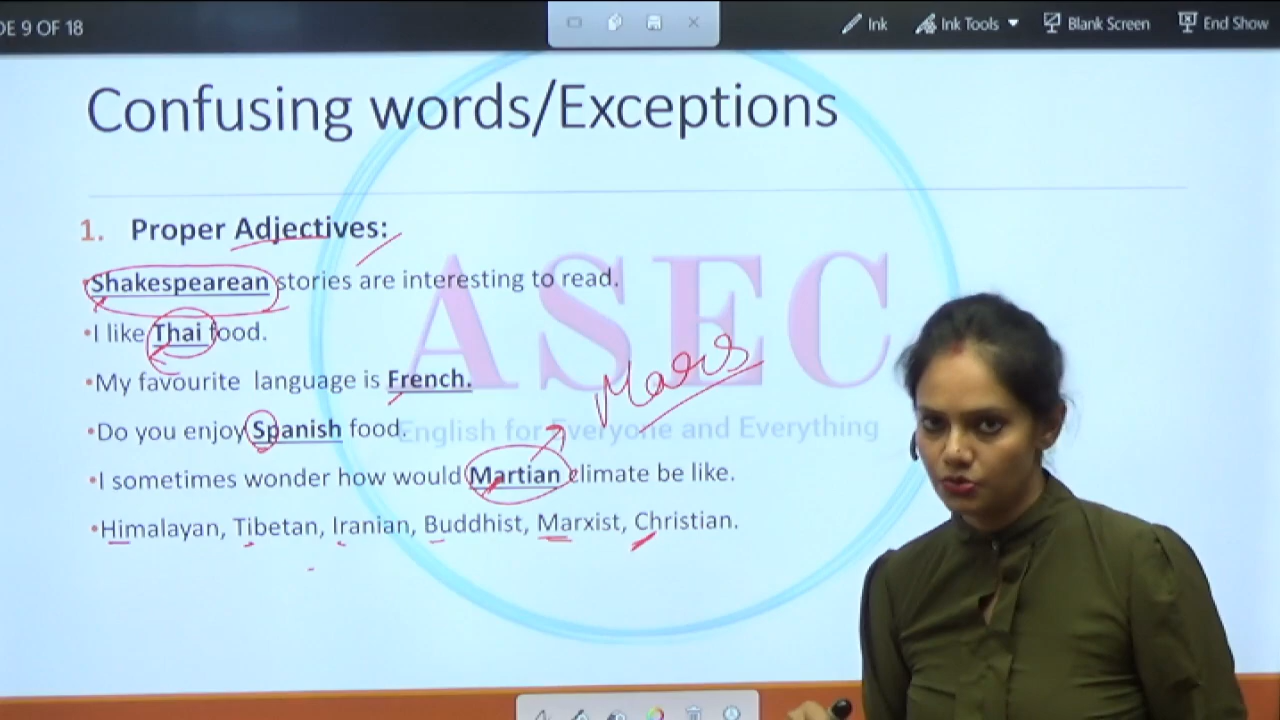 DE 9 OF 18
Ink Ink Tools Blank Screen End Show
Confusing words/Exceptions
1. Proper Adjectives:
•Shakespearean stories are interesting to read.
•I like Thai food.
•My favourite language is French.
•Do you enjoy Spanish food.
•I sometimes wonder how would Martian climate be like.
•Himalayan, Tibetan, Iranian, Buddhist, Marxist, Christian.
Mars
ASEC
English for Everyone and Everything